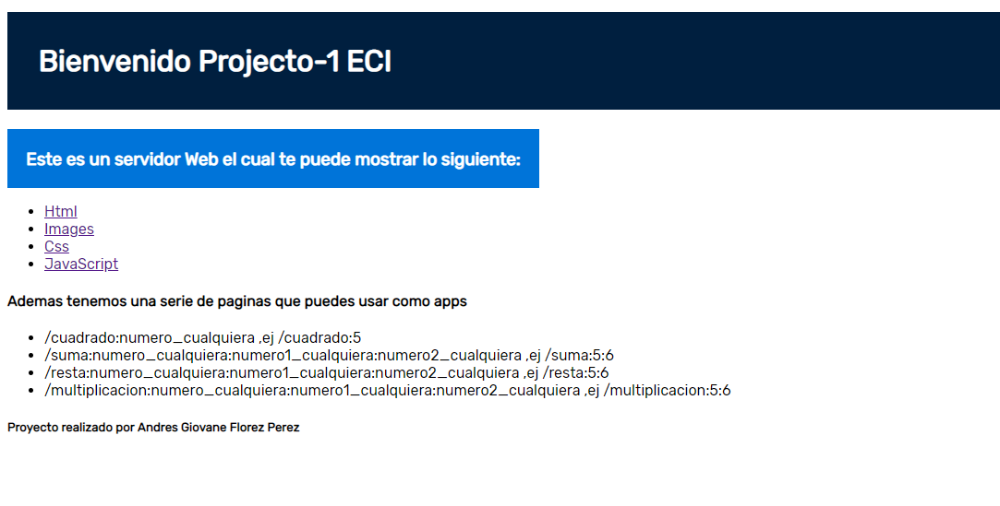 Bienvenido Projecto-1 ECI
Este es un servidor Web el cual te puede mostrar lo siguiente:
Html
Images
Css
JavaScript
Ademas tenemos una serie de paginas que puedes usar como apps
/cuadrado:numero_cualquiera ,ej /cuadrado:5
/suma:numero_cualquiera:numero1_cualquiera:numero2_cualquiera ,ej /suma:5:6
/resta:numero_cualquiera:numero1_cualquiera:numero2_cualquiera ,ej /resta:5:6
/multiplicacion:numero_cualquiera:numero1_cualquiera:numero2_cualquiera ,ej /multiplicacion:5:6
Proyecto realizado por Andres Giovane Florez Perez